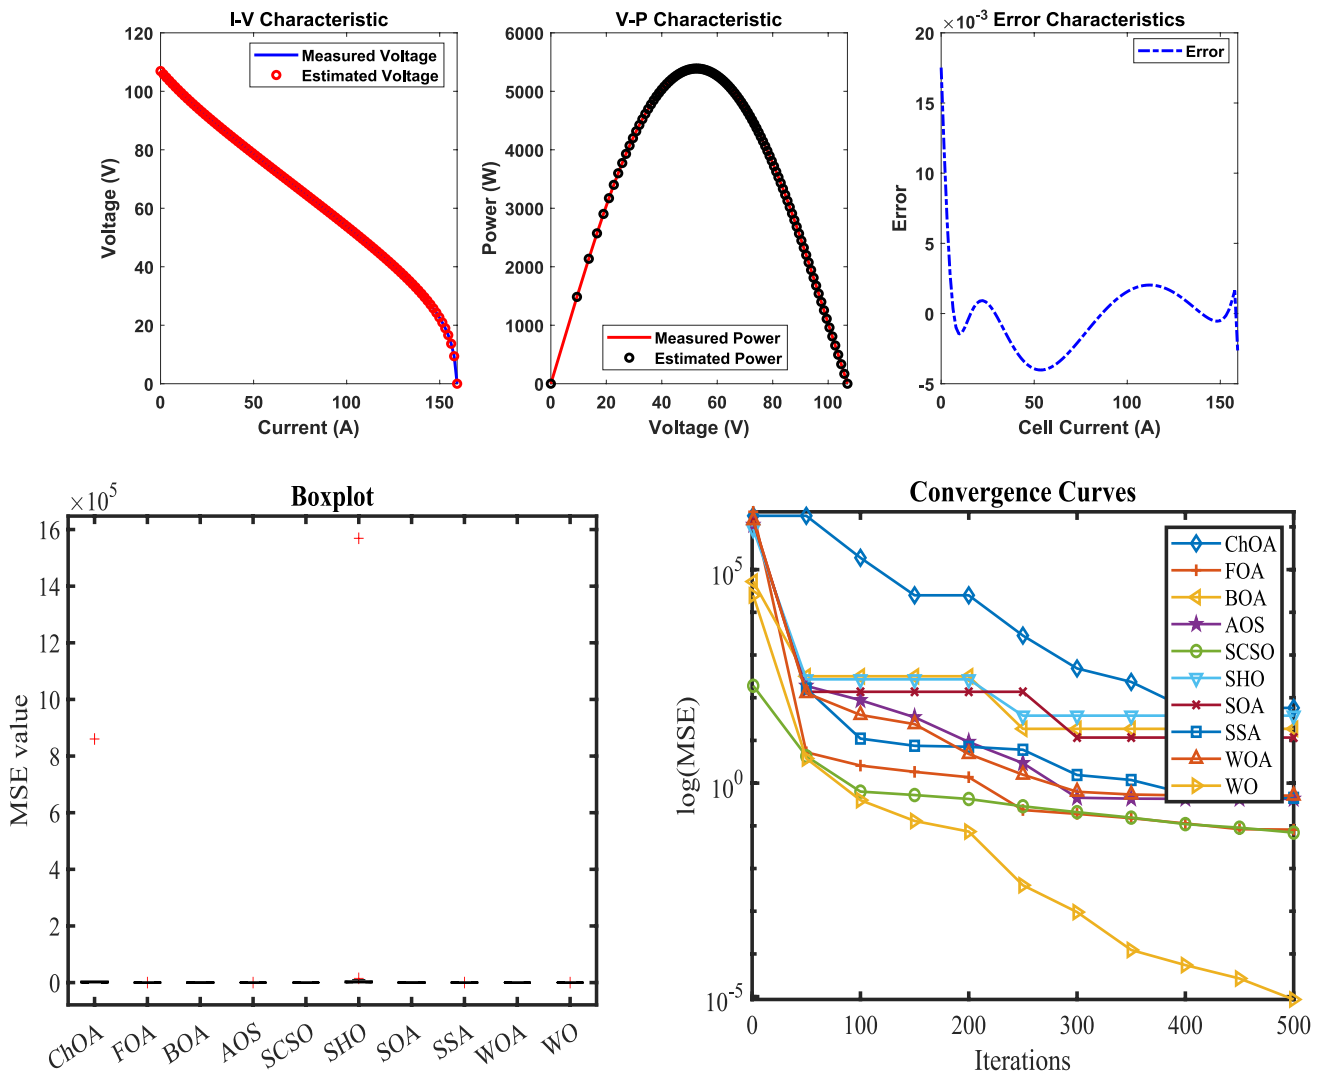 I-V Characteristic
120
100
80
60
40
20
0
Voltage (V)
Measured Voltage
Estimated Voltage
0 50 100 150
Current (A)
V-P Characteristic
6000
5000
4000
3000
2000
1000
0
Power (W)
Measured Power
Estimated Power
0 20 40 60 80 100
Voltage (V)
×10⁻³ Error Characteristics
20
15
10
5
0
-5
Error
Error
0 50 100 150
Cell Current (A)
Boxplot
×10⁵
16
14
12
10
8
6
4
2
0
MSE value
ChOA FOA BOA AOS SCSO SHO SOA SSA WOA WO
Convergence Curves
10⁵
10⁰
10⁻⁵
log(MSE)
ChOA
FOA
BOA
AOS
SCSO
SHO
SOA
SSA
WOA
WO
0 100 200 300 400 500
Iterations